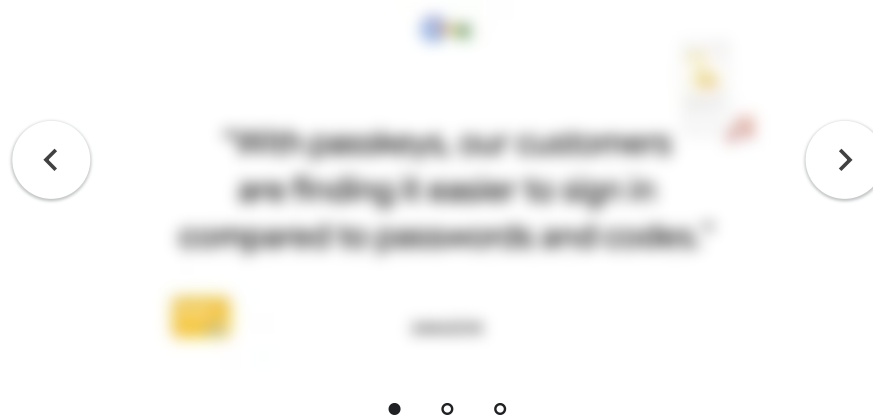 "With passkeys, our customers
are finding it easier to sign in
compared to passwords and codes."